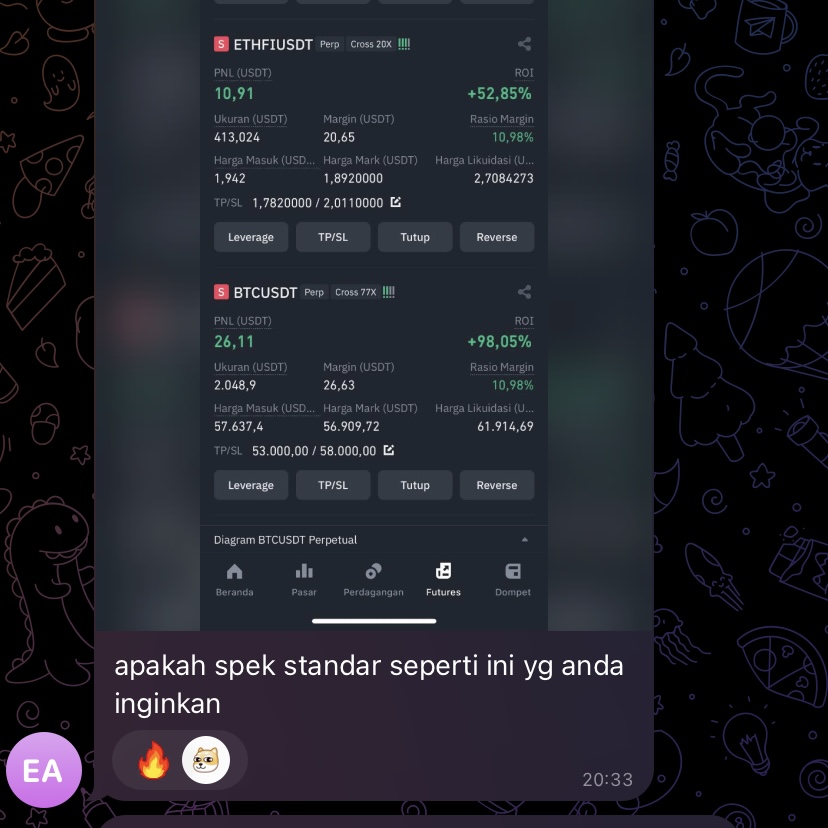 S ETHFIUSDT Perp Cross 20X
PNL (USDT) ROI
10,91 +52,85%
Ukuran (USDT) Margin (USDT) Rasio Margin
413,024 20,65 10,98%
Harga Masuk (USD... Harga Mark (USDT) Harga Likuidasi (U...
1,942 1,8920000 2,7084273
TP/SL 1,7820000 / 2,0110000
Leverage TP/SL Tutup Reverse
S BTCUSDT Perp Cross 77X
PNL (USDT) ROI
26,11 +98,05%
Ukuran (USDT) Margin (USDT) Rasio Margin
2.048,9 26,63 10,98%
Harga Masuk (USD... Harga Mark (USDT) Harga Likuidasi (U...
57.637,4 56.909,72 61.914,69
TP/SL 53.000,00 / 58.000,00
Leverage TP/SL Tutup Reverse
Diagram BTCUSDT Perpetual
Beranda Pasar Perdagangan Futures Dompet
apakah spek standar seperti ini yg anda
inginkan
EA
20:33